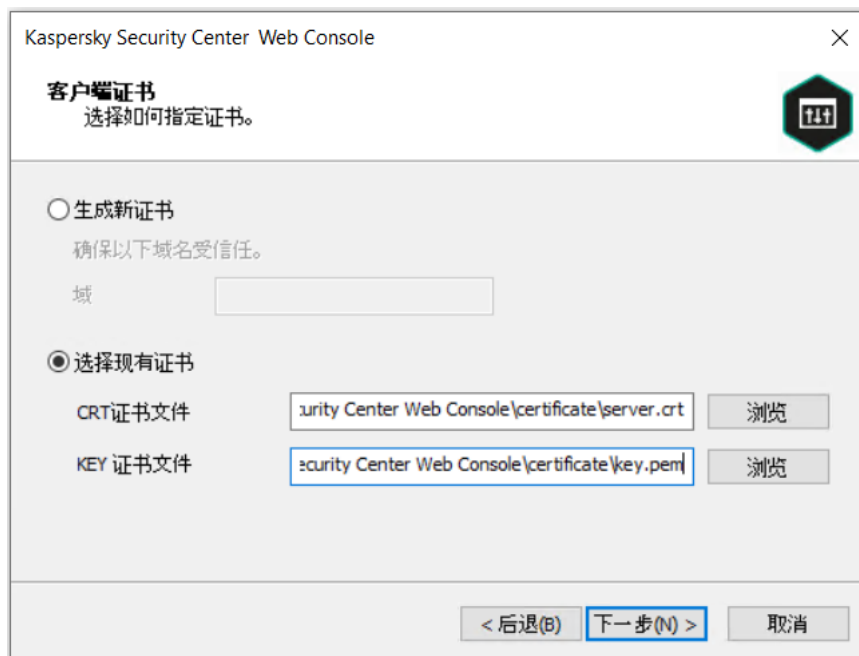 Kaspersky Security Center Web Console
客户端证书
选择如何指定证书。
生成新证书
确保以下域名受信任。
域
选择现有证书
CRT证书文件
urity Center Web Console\certificate\server.crt
浏览
KEY 证书文件
ecurity Center Web Console\certificate\key.pem
浏览
< 后退(B)
下一步(N) >
取消